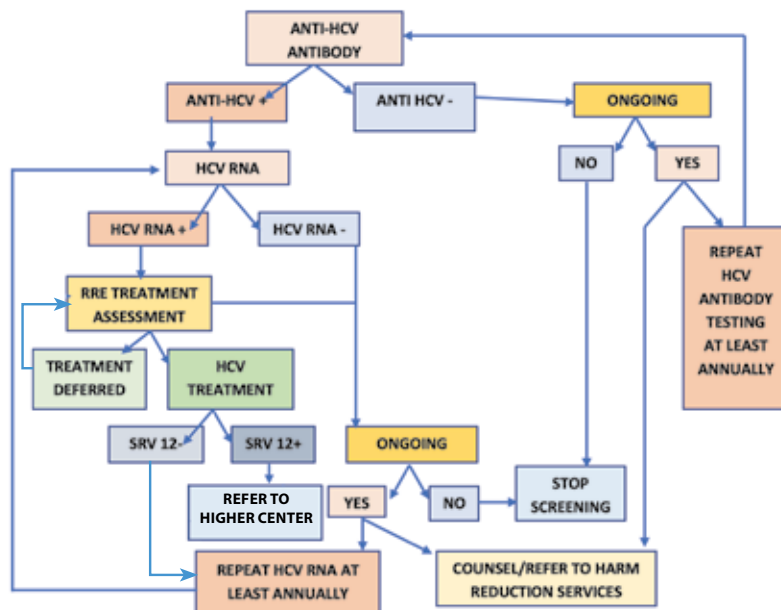 ANTI-HCV
ANTIBODY
ANTI-HCV +
ANTI HCV -
ONGOING
HCV RNA
NO
YES
HCV RNA +
HCV RNA -
REPEAT
HCV
ANTIBODY
TESTING
AT LEAST
ANNUALLY
RRE TREATMENT
ASSESSMENT
TREATMENT
DEFERRED
HCV
TREATMENT
SRV 12-
SRV 12+
ONGOING
REFER TO
HIGHER CENTER
YES
NO
STOP
SCREENING
REPEAT HCV RNA AT
LEAST ANNUALLY
COUNSEL/REFER TO HARM
REDUCTION SERVICES